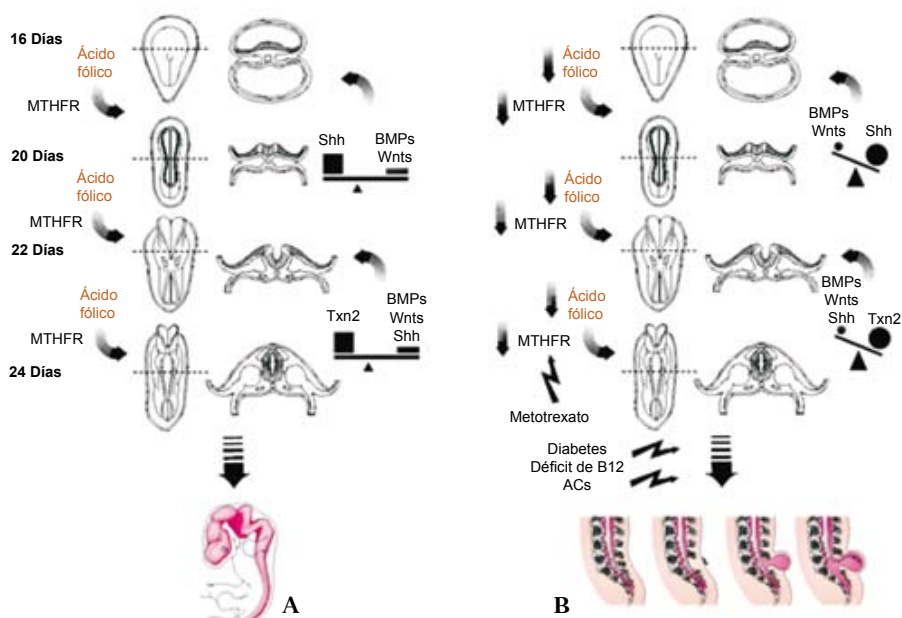 16 Días
Ácido
fólico
MTHFR
20 Días
Shh
BMPs
Wnts
Ácido
fólico
MTHFR
22 Días
Ácido
fólico
MTHFR
24 Días
Txn2
BMPs
Wnts
Shh
A
Ácido
fólico
MTHFR
BMPs
Wnts
Shh
Ácido
fólico
MTHFR
Ácido
fólico
MTHFR
BMPs
Wnts
Shh
Txn2
Metotrexato
Diabetes
Déficit de B12
ACs
B